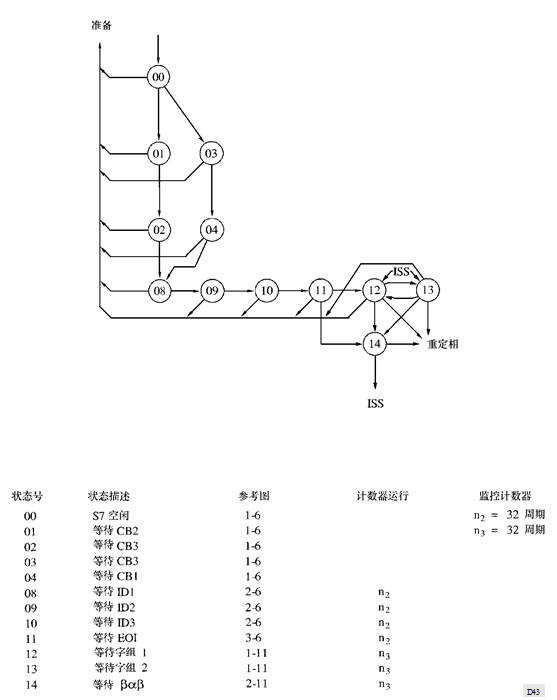 准备
00
01
03
02
04
08
09
10
11
12
ISS
13
14
重定相
ISS
状态号 状态描述 参考图 计数器运行 监控计数器
00 S7空闲 1-6 n2 = 32 周期
01 等待 CB2 1-6 n3 = 32 周期
02 等待 CB3 1-6
03 等待 CB3 1-6
04 等待 CB1 1-6
08 等待 ID1 2-6 n2
09 等待 ID2 2-6 n2
10 等待 ID3 2-6 n2
11 等待 EOI 3-6 n2
12 等待字组 1 1-11 n3
13 等待字组 2 1-11 n3
14 等待 βαβ 2-11 n3
D43